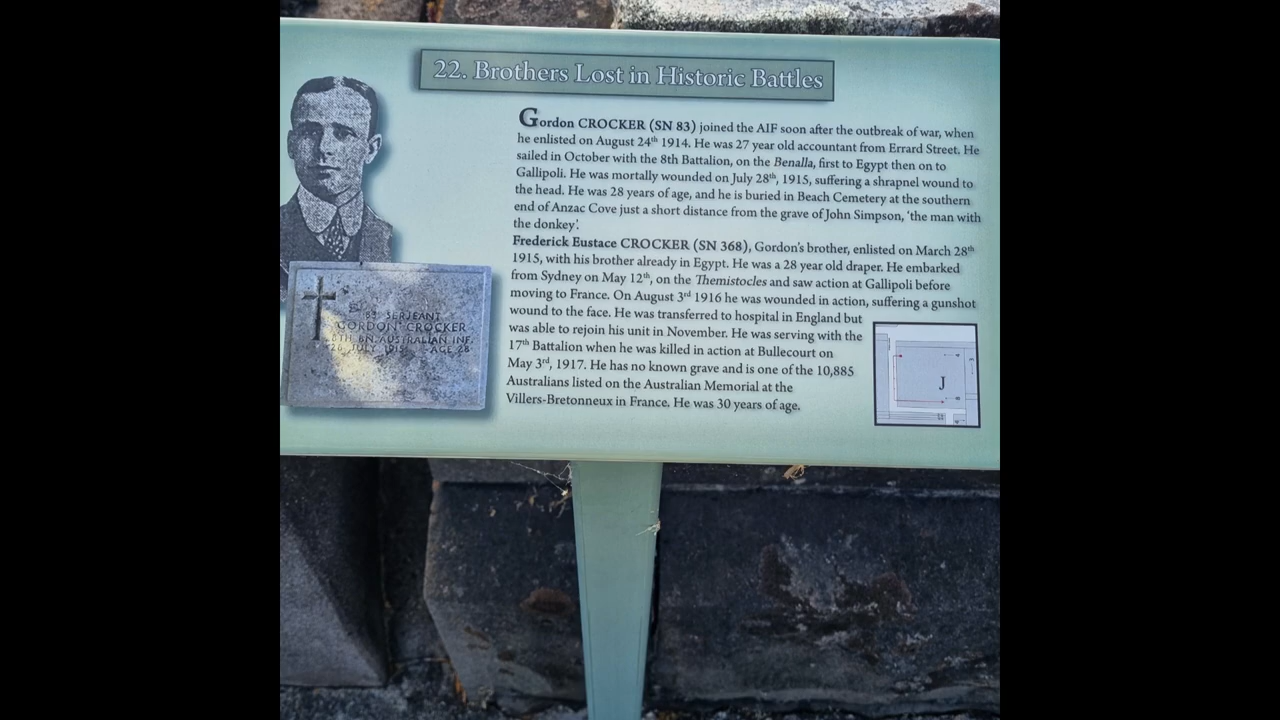 22. Brothers Lost in Historic Battles
Gordon CROCKER (SN 83) joined the AIF soon after the outbreak of war, when
he enlisted on August 24th 1914. He was 27 year old accountant from Errard Street. He
sailed in October with the 8th Battalion, on the Benalla, first to Egypt then on to
Gallipoli. He was mortally wounded on July 28th, 1915, suffering a shrapnel wound to
the head. He was 28 years of age, and he is buried in Beach Cemetery at the southern
end of Anzac Cove just a short distance from the grave of John Simpson, 'the man with
the donkey'.
Frederick Eustace CROCKER (SN 368), Gordon's brother, enlisted on March 28th
1915, with his brother already in Egypt. He was a 28 year old draper. He embarked
from Sydney on May 12th, on the Themistocles and saw action at Gallipoli before
moving to France. On August 3rd 1916 he was wounded in action, suffering a gunshot
wound to the face. He was transferred to hospital in England but
was able to rejoin his unit in November. He was serving with the
17th Battalion when he was killed in action at Bullecourt on
May 3rd, 1917. He has no known grave and is one of the 10,885
Australians listed on the Australian Memorial at the
Villers-Bretonneux in France. He was 30 years of age.
83 SERJEANT
GORDON CROCKER
8TH BN. AUSTRALIAN INF.
28 JULY 1915 AGE 28
J